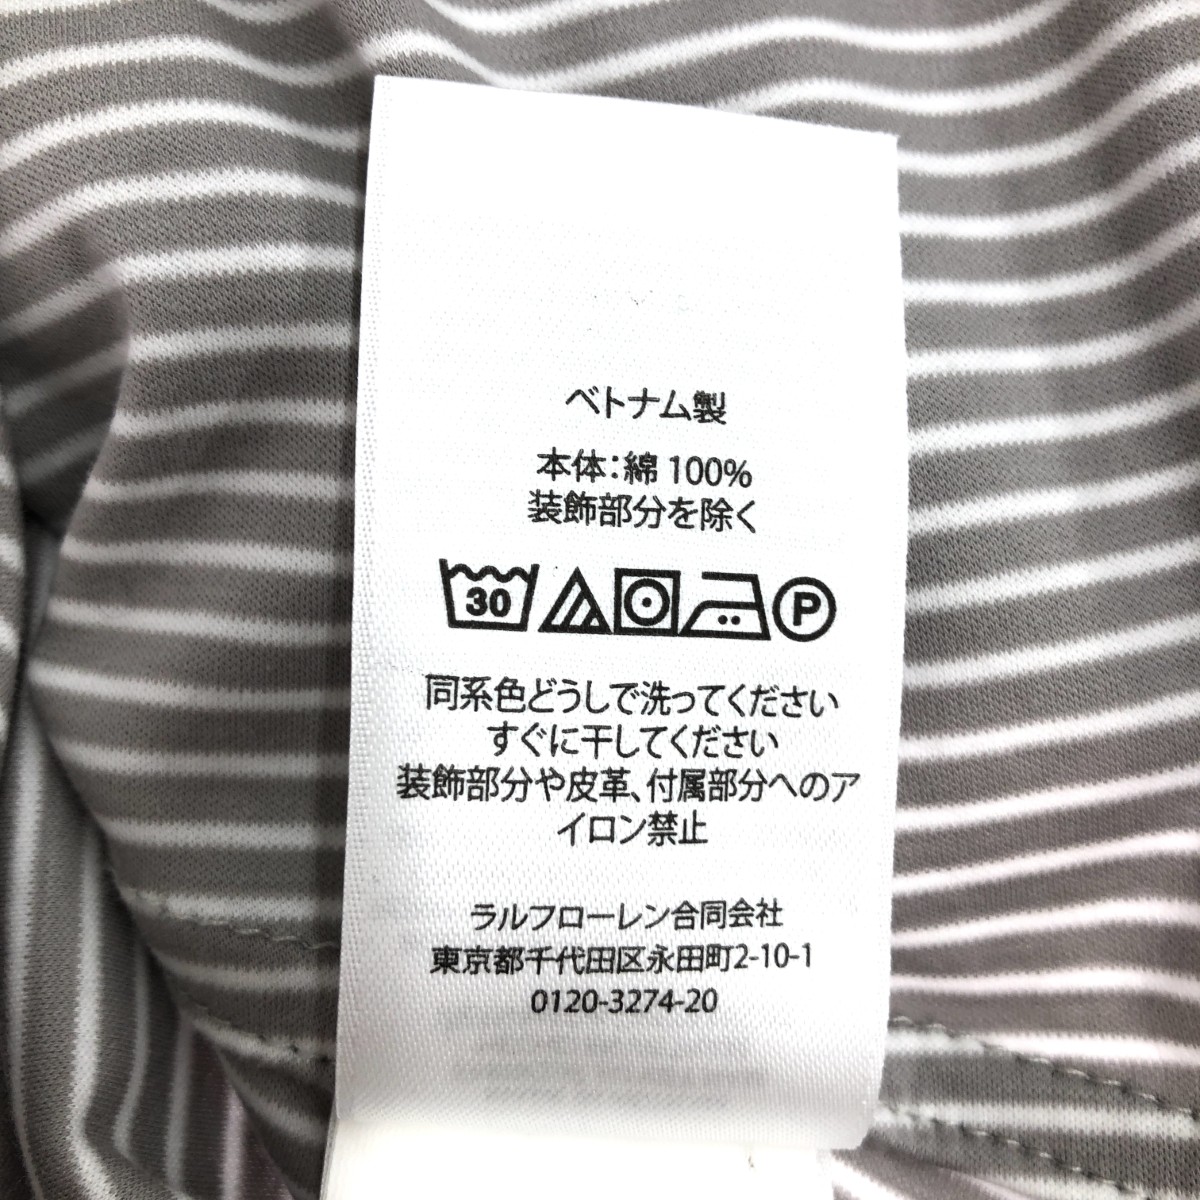 ベトナム製
本体：綿 100%
装飾部分を除く
30 P
同系色どうしで洗ってください
すぐに干してください
装飾部分や皮革、付属部分へのア
イロン禁止
ラルフローレン合同会社
東京都千代田区永田町2-10-1
0120-3274-20